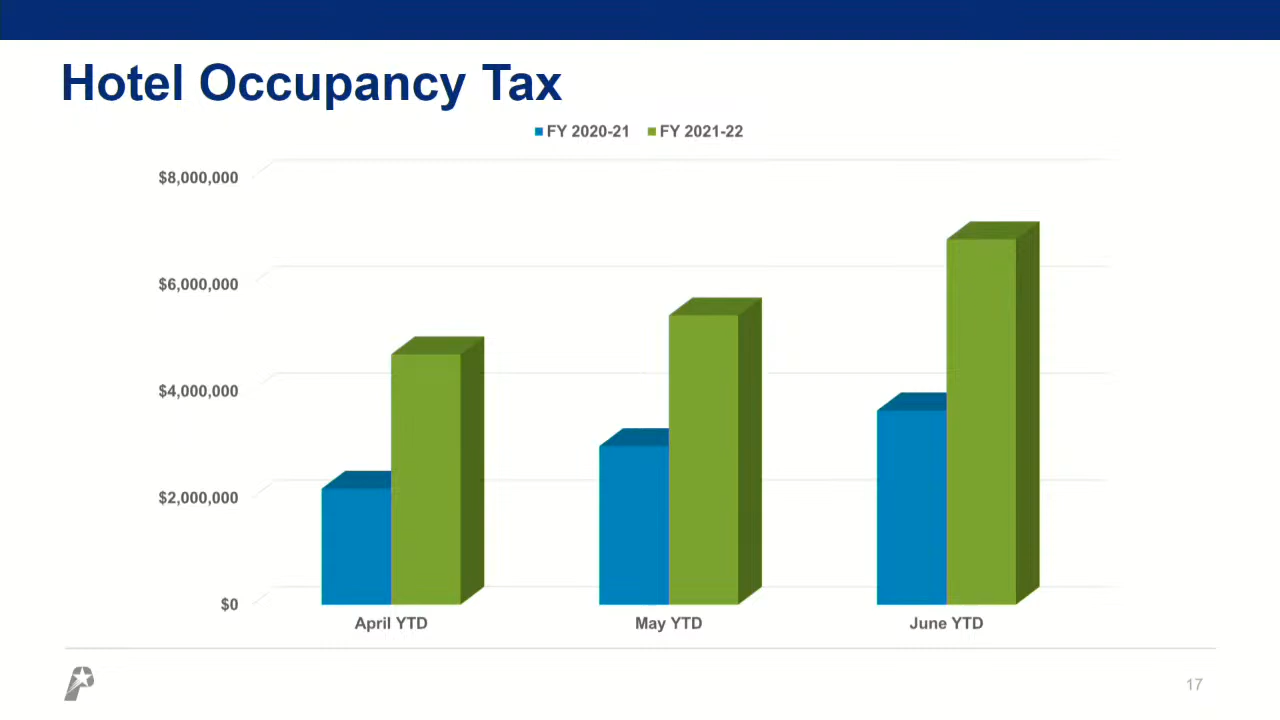 Hotel Occupancy Tax
FY 2020-21 FY 2021-22
$8,000,000
$6,000,000
$4,000,000
$2,000,000
$0
April YTD May YTD June YTD
P
17